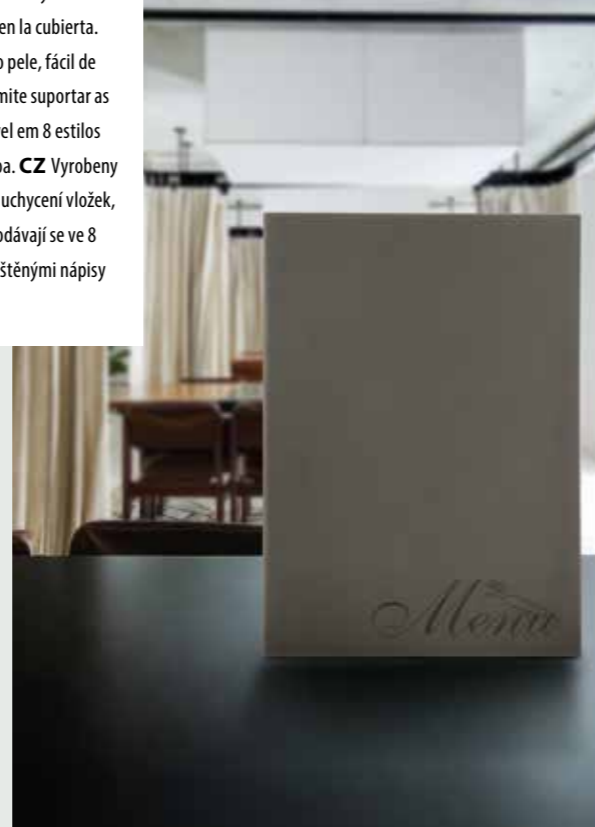 en la cubierta.
pele, fácil de
mite suportar as
el em 8 estilos
pa. CZ Vyrobeny
uchycení vložek,
odávají se ve 8
štěnými nápisy
Menu